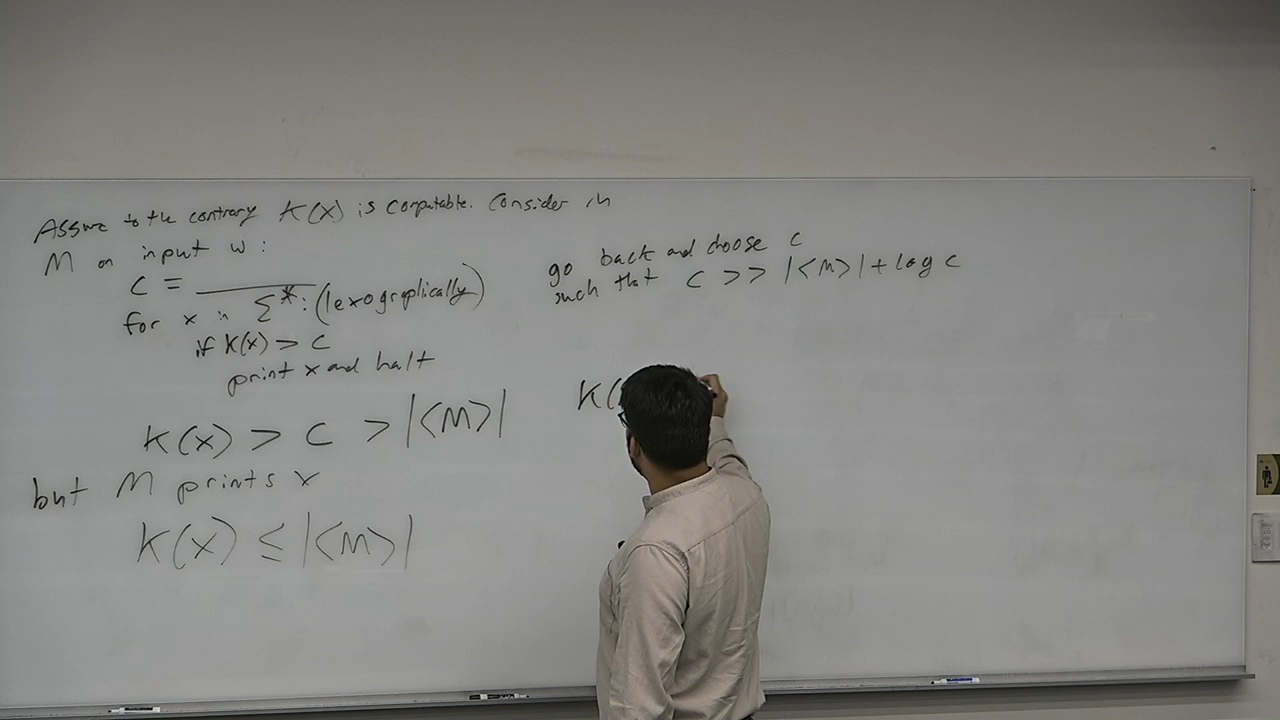 Assume to the contrary K(x) is computable. Consider M
M on input w:
c = ______
for x in Σ*: (lexographically)
if K(x) > c
print x and halt
K(x) > c > |<M>|
but M prints x
K(x) ≤ |<M>|
go back and choose c
such that c >> |<M>| + log c
K(